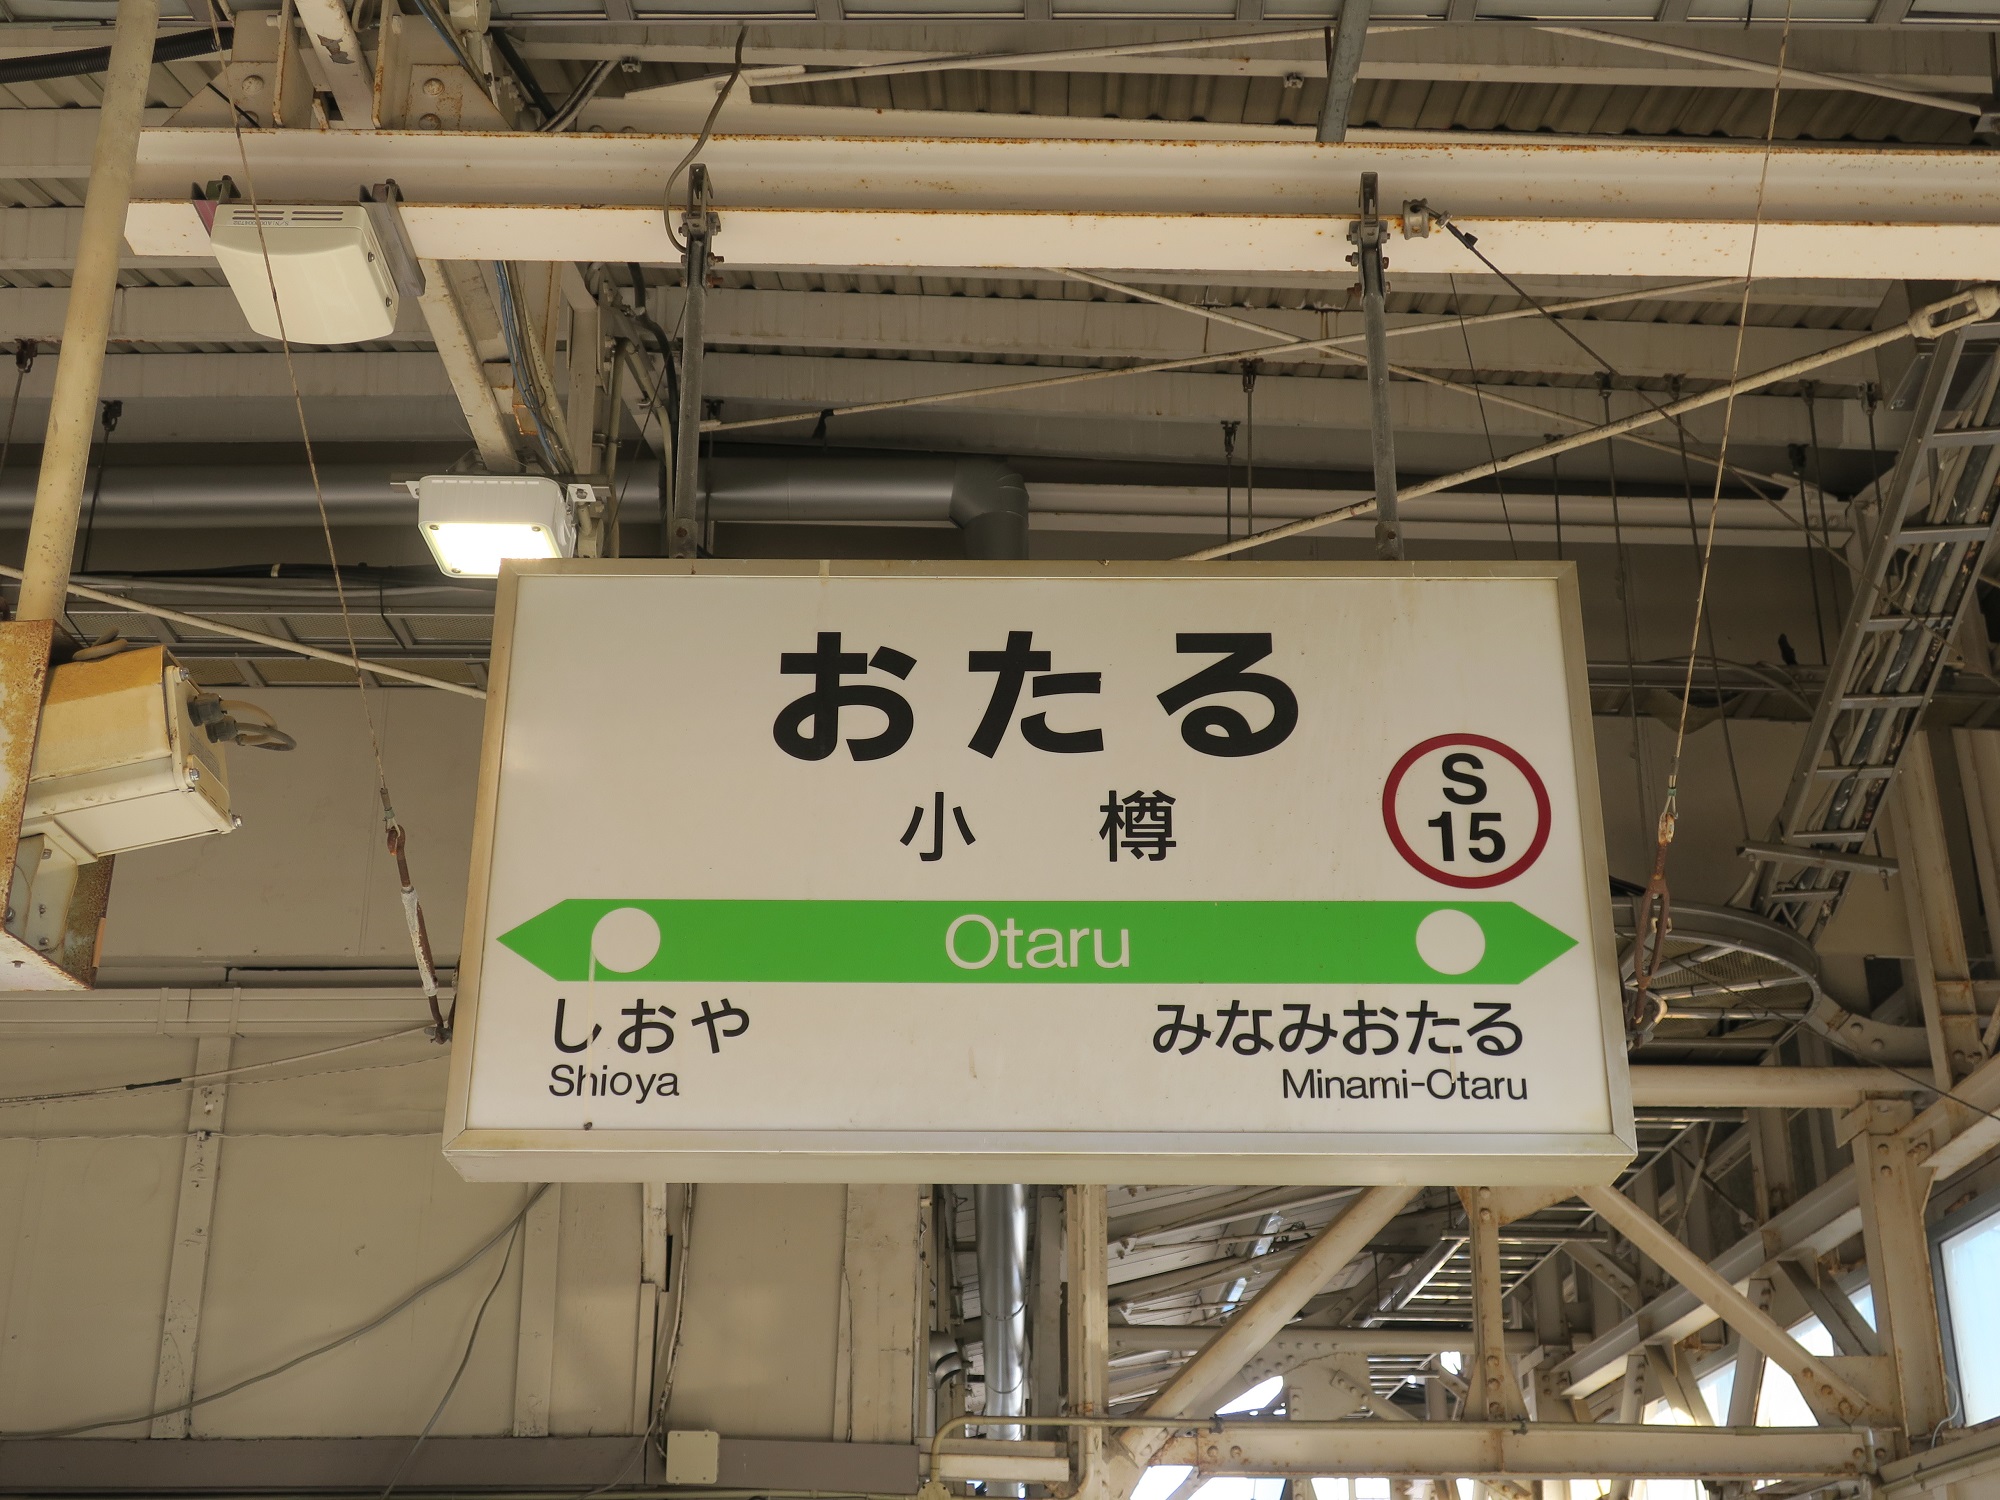 おたる
小樽
S
15
Otaru
しおや
Shioya
みなみおたる
Minami-Otaru